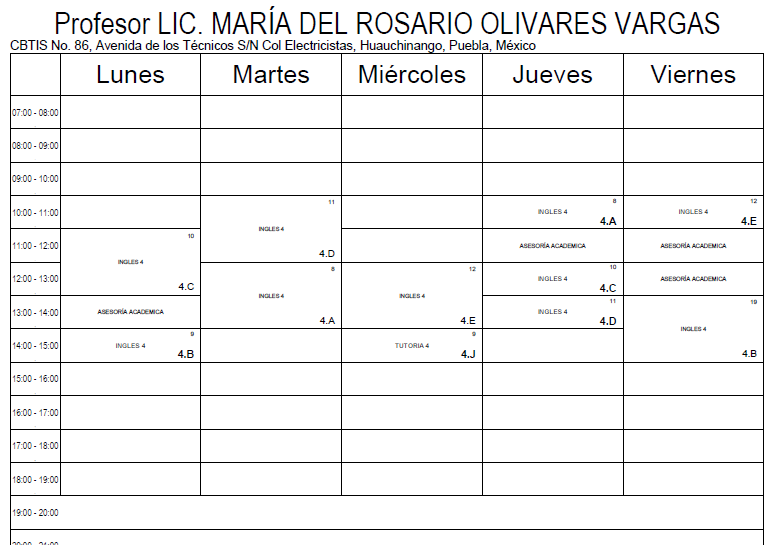 Profesor LIC. MARÍA DEL ROSARIO OLIVARES VARGAS
CBTIS No. 86, Avenida de los Técnicos S/N Col Electricistas, Huauchinango, Puebla, México
Lunes Martes Miércoles Jueves Viernes
07:00 - 08:00
08:00 - 09:00
09:00 - 10:00
10:00 - 11:00
11
INGLES 4
4.D
8
INGLES 4
4.A
12
INGLES 4
4.E
11:00 - 12:00
10
INGLES 4
4.C
ASESORÍA ACADEMICA
ASESORÍA ACADEMICA
12:00 - 13:00
8
INGLES 4
4.A
12
INGLES 4
4.E
10
INGLES 4
4.C
ASESORÍA ACADEMICA
13:00 - 14:00
ASESORÍA ACADEMICA
11
INGLES 4
4.D
19
INGLES 4
4.B
14:00 - 15:00
9
INGLES 4
4.B
9
TUTORIA 4
4.J
15:00 - 16:00
16:00 - 17:00
17:00 - 18:00
18:00 - 19:00
19:00 - 20:00
20:00 - 21:00